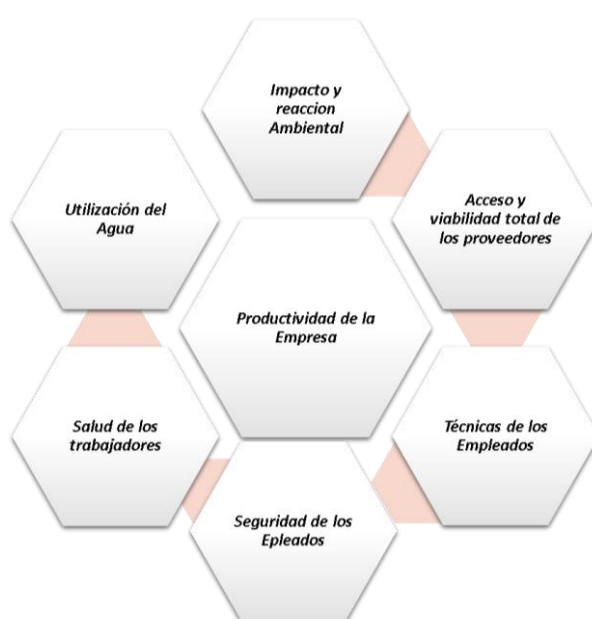 Impacto y
reaccion
Ambiental
Acceso y
viabilidad total de
los proveedores
Utilización del
Agua
Productividad de la
Empresa
Salud de los
trabajadores
Técnicas de los
Empleados
Seguridad de los
Epleados